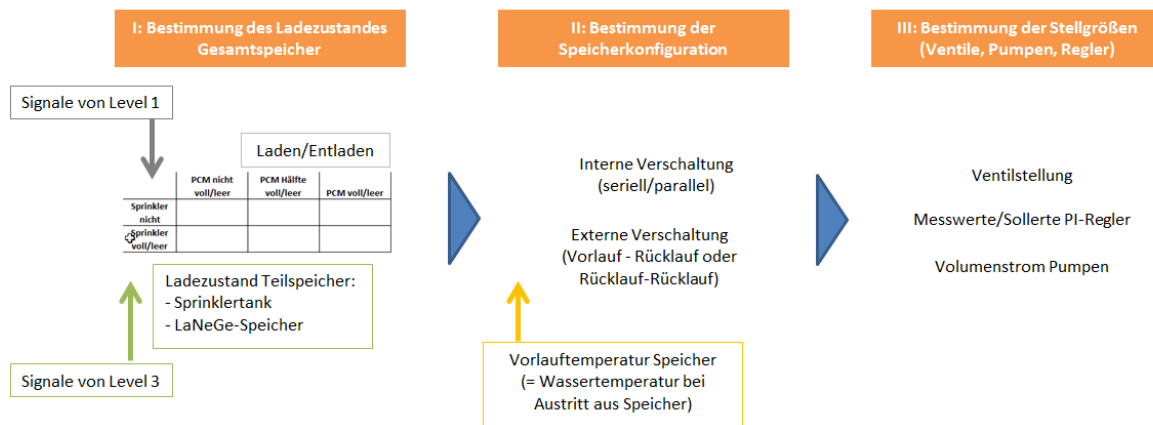 I: Bestimmung des Ladezustandes
Gesamtspeicher
II: Bestimmung der
Speicherkonfiguration
III: Bestimmung der Stellgrößen
(Ventile, Pumpen, Regler)
Signale von Level 1
Laden/Entladen
PCM nicht
voll/leer
PCM Hälfte
voll/leer
PCM voll/leer
Sprinkler
nicht
Sprinkler
voll/leer
Ladezustand Teilspeicher:
- Sprinklertank
- LaNeGe-Speicher
Signale von Level 3
Interne Verschaltung
(seriell/parallel)
Externe Verschaltung
(Vorlauf - Rücklauf oder
Rücklauf-Rücklauf)
Vorlauftemperatur Speicher
(= Wassertemperatur bei
Austritt aus Speicher)
Ventilstellung
Messwerte/Sollerte PI-Regler
Volumenstrom Pumpen